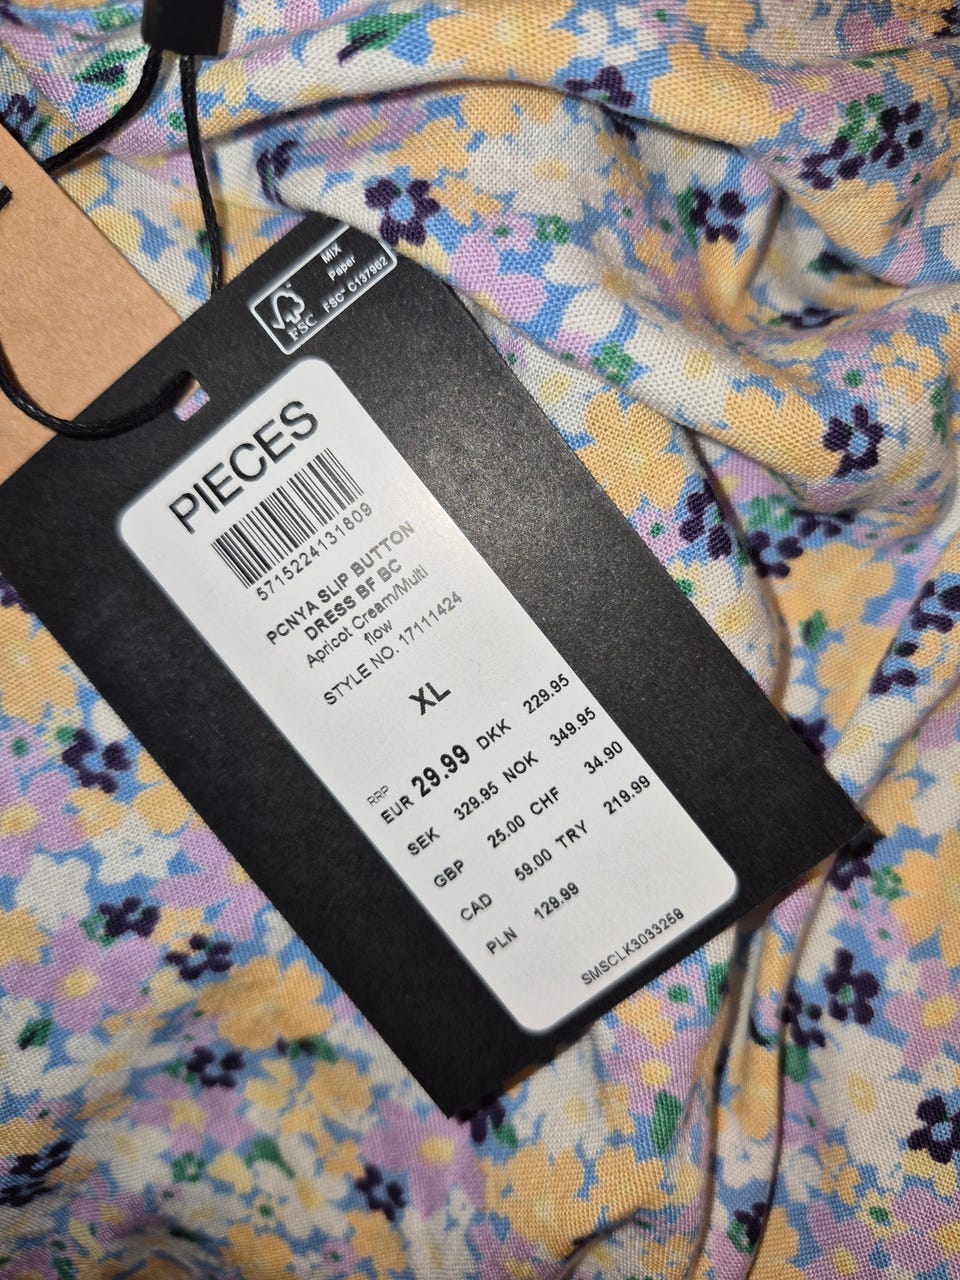 MIX
Paper
FSC™ C137962
FSC
PIECES
5715224131809
PCNYA SLIP BUTTON
DRESS BF BC
Apricot Cream/Multi
flow
STYLE NO. 17111424
XL
RRP
EUR 29.99 DKK 229.95
SEK 329.95 NOK 349.95
GBP 25.00 CHF 34.90
CAD 59.00 TRY 219.99
PLN 129.99
SMSCLK3033258